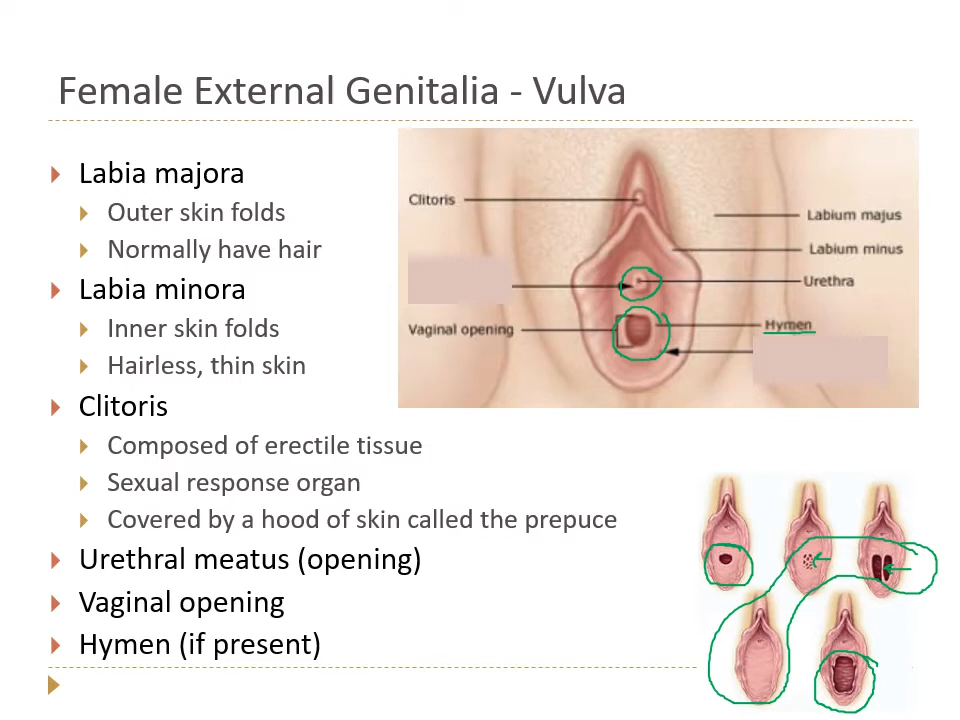 Female External Genitalia - Vulva
Labia majora
Outer skin folds
Normally have hair
Labia minora
Inner skin folds
Hairless, thin skin
Clitoris
Composed of erectile tissue
Sexual response organ
Covered by a hood of skin called the prepuce
Urethral meatus (opening)
Vaginal opening
Hymen (if present)
Clitoris
Labium majus
Labium minus
Urethra
Vaginal opening
Hymen